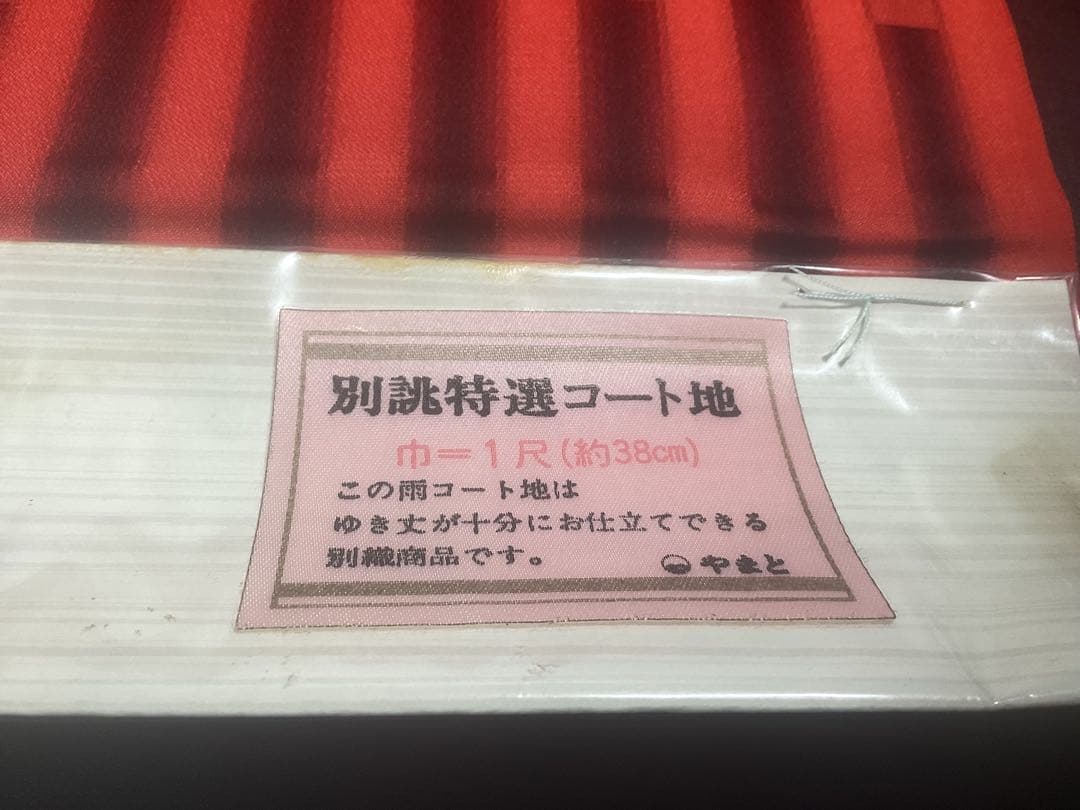 別誂特選コート地
巾＝1尺(約38cm)
この雨コート地は
ゆき丈が十分にお仕立てできる
別織商品です。
やまと